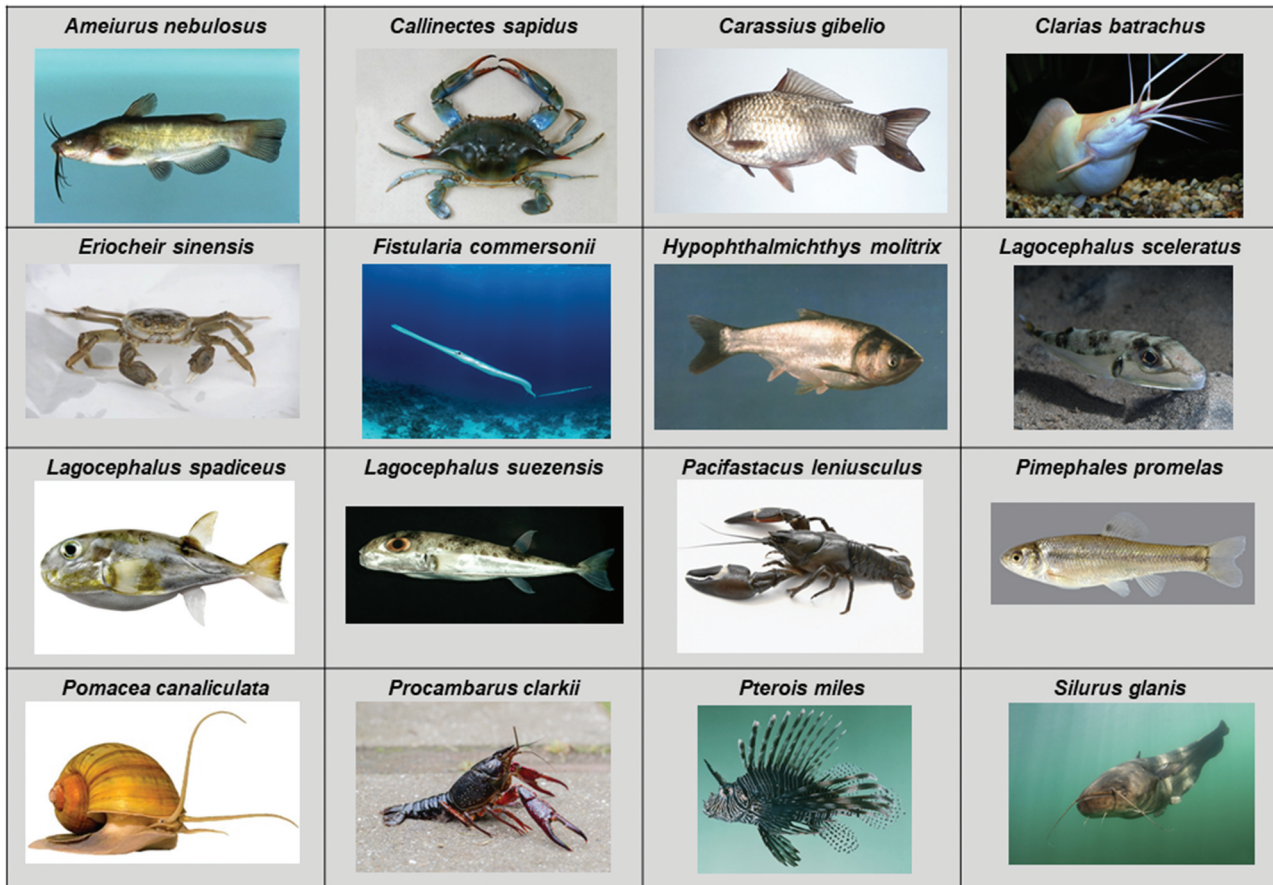 Ameiurus nebulosus
Callinectes sapidus
Carassius gibelio
Clarias batrachus
Eriocheir sinensis
Fistularia commersonii
Hypophthalmichthys molitrix
Lagocephalus sceleratus
Lagocephalus spadiceus
Lagocephalus suezensis
Pacifastacus leniusculus
Pimephales promelas
Pomacea canaliculata
Procambarus clarkii
Pterois miles
Silurus glanis